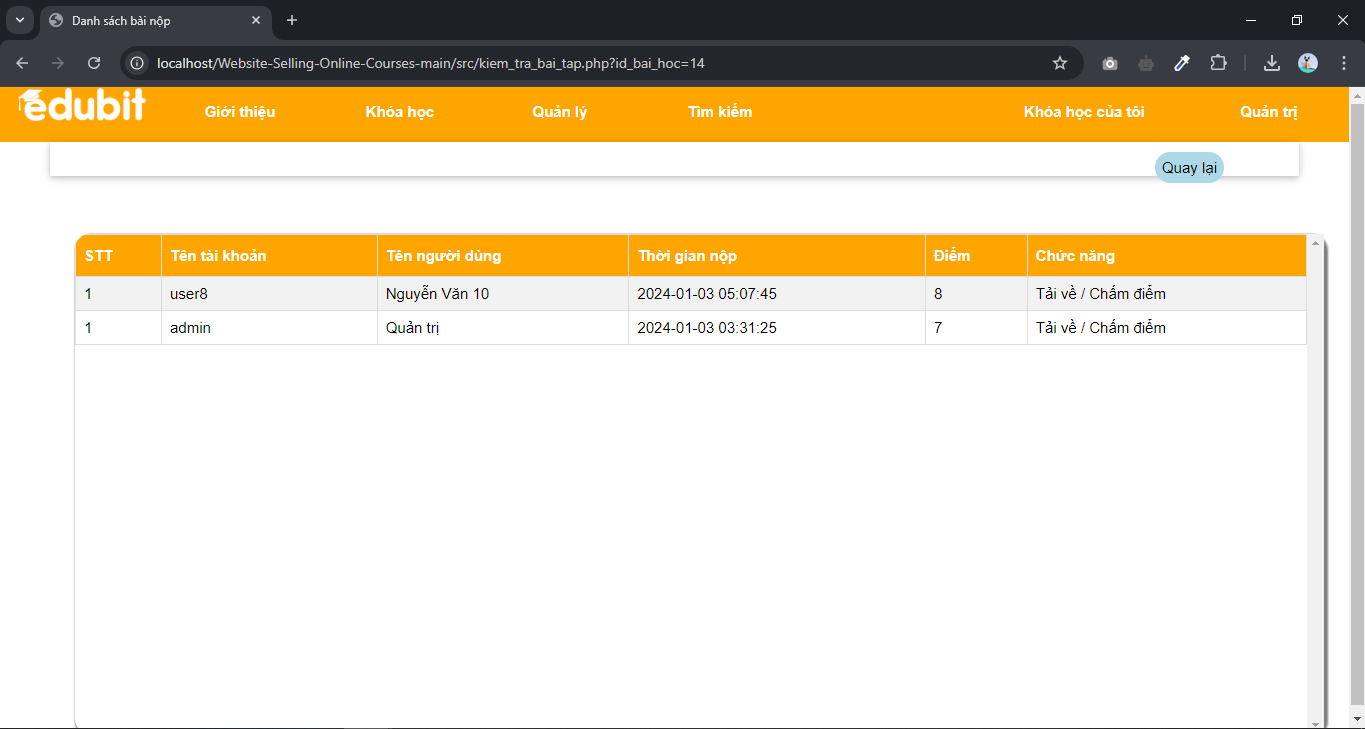 Danh sách bài nộp
localhost/Website-Selling-Online-Courses-main/src/kiem_tra_bai_tap.php?id_bai_hoc=14
edubit Giới thiệu Khóa học Quản lý Tìm kiếm Khóa học của tôi Quản trị
Quay lại
STT Tên tài khoản Tên người dùng Thời gian nộp Điểm Chức năng
1 user8 Nguyễn Văn 10 2024-01-03 05:07:45 8 Tải về / Chấm điểm
1 admin Quản trị 2024-01-03 03:31:25 7 Tải về / Chấm điểm